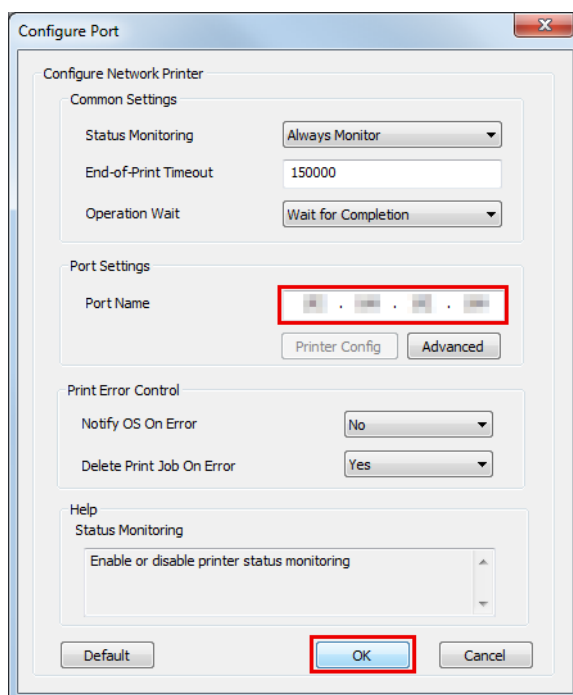 Configure Port
Configure Network Printer
Common Settings
Status Monitoring Always Monitor
End-of-Print Timeout 150000
Operation Wait Wait for Completion
Port Settings
Port Name . . .
Printer Config Advanced
Print Error Control
Notify OS On Error No
Delete Print Job On Error Yes
Help
Status Monitoring
Enable or disable printer status monitoring
Default OK Cancel